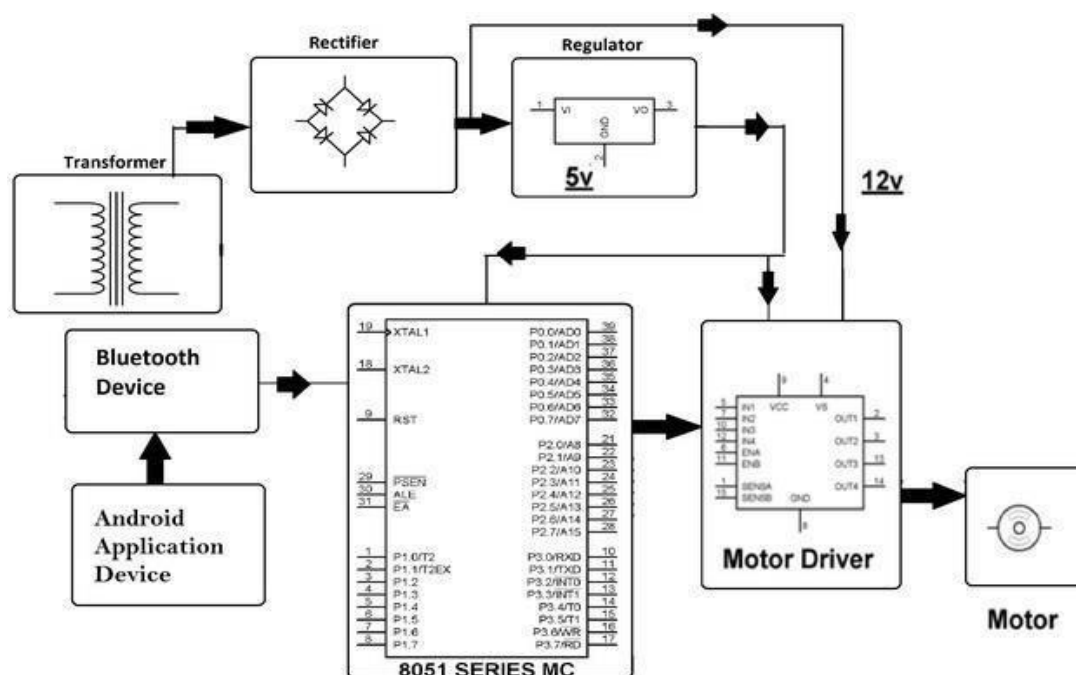 Rectifier
Regulator
1 VI VO 3
GND
2
5v
12v
Transformer
Bluetooth
Device
Android
Application
Device
19 XTAL1
18 XTAL2
9 RST
29 PSEN
30 ALE
31 EA
1 P1.0/T2
2 P1.1/T2EX
3 P1.2
4 P1.3
5 P1.4
6 P1.5
7 P1.6
8 P1.7
P0.0/AD0 39
P0.1/AD1 38
P0.2/AD2 37
P0.3/AD3 36
P0.4/AD4 35
P0.5/AD5 34
P0.6/AD6 33
P0.7/AD7 32
P2.0/A8 21
P2.1/A9 22
P2.2/A10 23
P2.3/A11 24
P2.4/A12 25
P2.5/A13 26
P2.6/A14 27
P2.7/A15 28
P3.0/RXD 10
P3.1/TXD 11
P3.2/INT0 12
P3.3/INT1 13
P3.4/T0 14
P3.5/T1 15
P3.6/WR 16
P3.7/RD 17
8051 SERIES MC
9 4
VCC VS
5 IN1
7 IN2
10 IN3
12 IN4
6 ENA
11 ENB
1 SENSA
15 SENSB
OUT1 2
OUT2 3
OUT3 13
OUT4 14
GND
8
Motor Driver
Motor